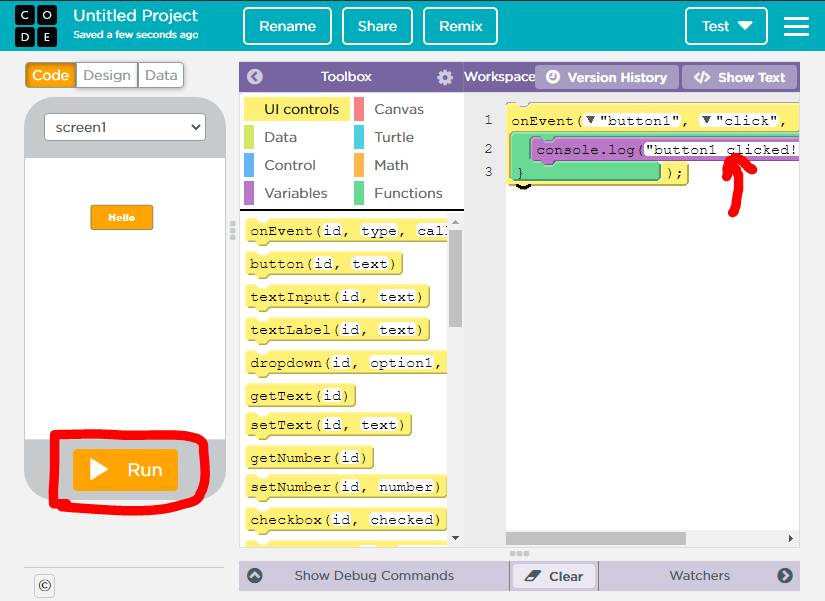 C O
D E
Untitled Project
Saved a few seconds ago
Rename
Share
Remix
Test
Code
Design
Data
Toolbox
Workspace
Version History
</> Show Text
screen1
Hello
Run
©
UI controls
Canvas
Data
Turtle
Control
Math
Variables
Functions
onEvent(id, type, call
button(id, text)
textInput(id, text)
textLabel(id, text)
dropdown(id, option1,
getText(id)
setText(id, text)
getNumber(id)
setNumber(id, number)
checkbox(id, checked)
1 onEvent(▼"button1", ▼"click",
2 console.log("button1 clicked!
3 } );
Show Debug Commands
Clear
Watchers